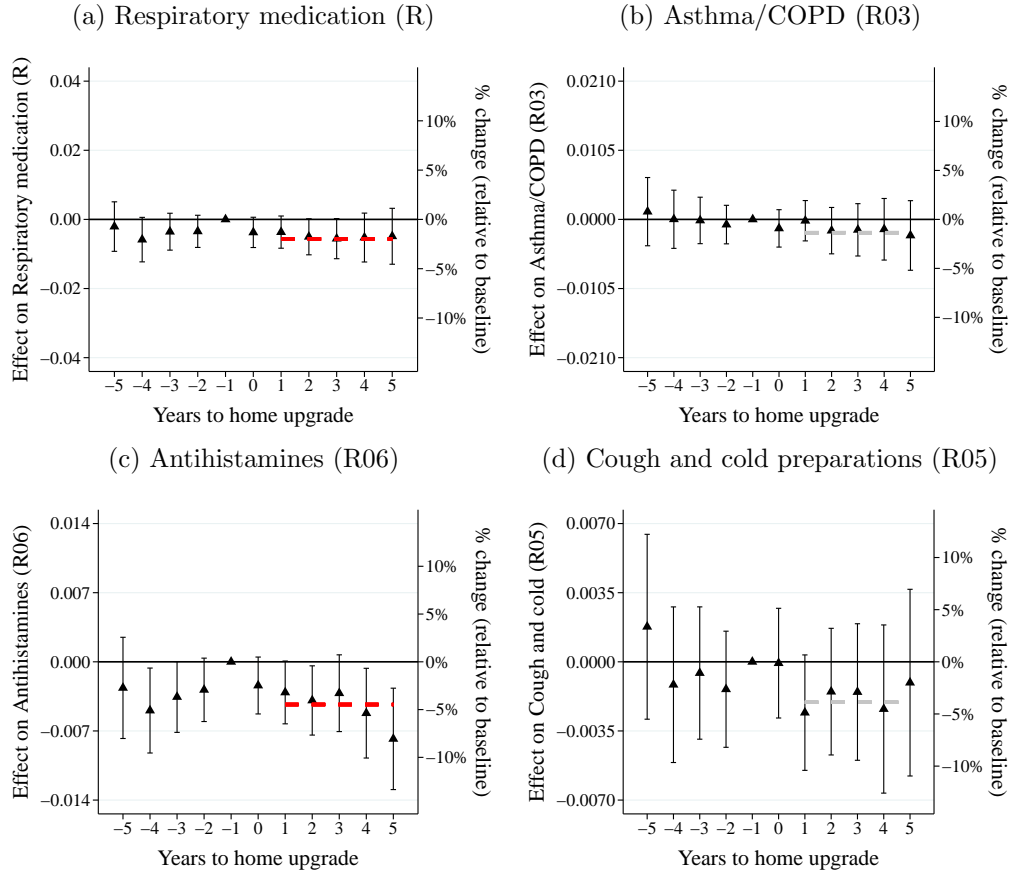 (a) Respiratory medication (R)
Effect on Respiratory medication (R)
0.04
0.02
0.00
−0.02
−0.04
10%
5%
0%
−5%
−10%
% change (relative to baseline)
−5 −4 −3 −2 −1 0 1 2 3 4 5
Years to home upgrade
(b) Asthma/COPD (R03)
Effect on Asthma/COPD (R03)
0.0210
0.0105
0.0000
−0.0105
−0.0210
10%
5%
0%
−5%
−10%
% change (relative to baseline)
−5 −4 −3 −2 −1 0 1 2 3 4 5
Years to home upgrade
(c) Antihistamines (R06)
Effect on Antihistamines (R06)
0.014
0.007
0.000
−0.007
−0.014
10%
5%
0%
−5%
−10%
% change (relative to baseline)
−5 −4 −3 −2 −1 0 1 2 3 4 5
Years to home upgrade
(d) Cough and cold preparations (R05)
Effect on Cough and cold (R05)
0.0070
0.0035
0.0000
−0.0035
−0.0070
10%
5%
0%
−5%
−10%
% change (relative to baseline)
−5 −4 −3 −2 −1 0 1 2 3 4 5
Years to home upgrade